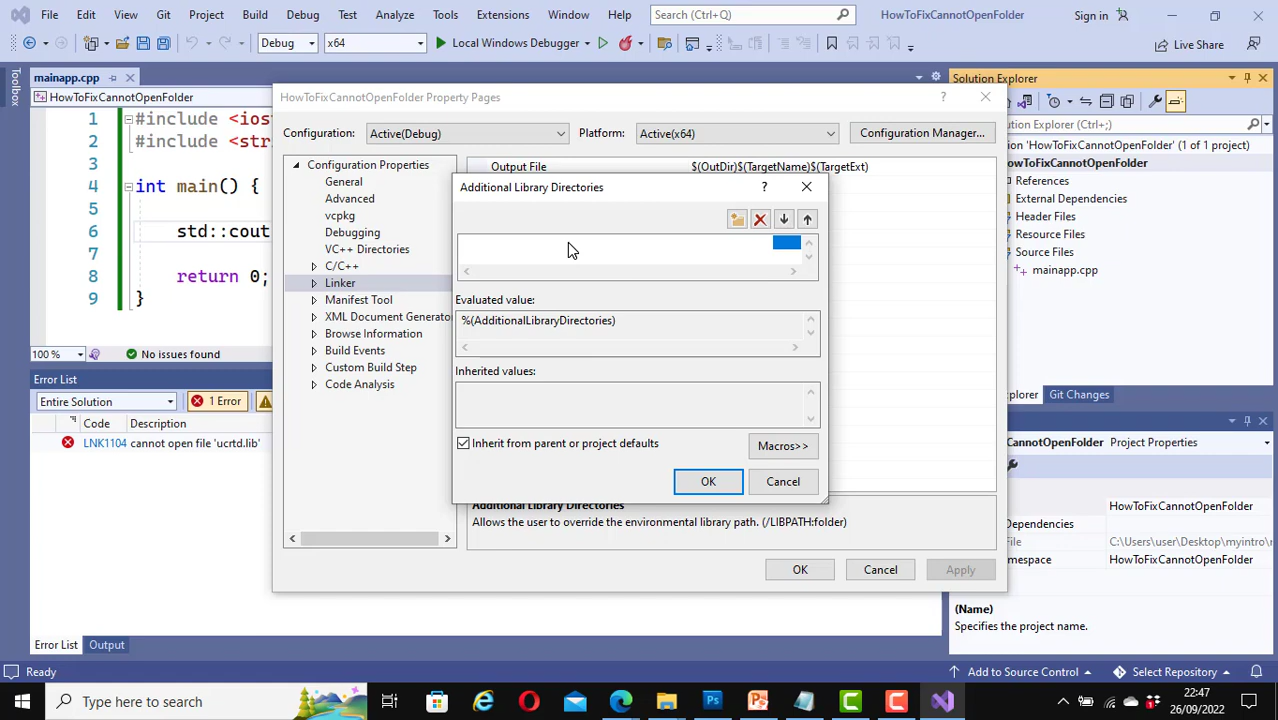 File Edit View Git Project Build Debug Test Analyze Tools Extensions Window Help Search (Ctrl+Q) HowToFixCannotOpenFolder Sign in
Debug x64 Local Windows Debugger Live Share
mainapp.cpp
HowToFixCannotOpenFolder
1 #include <ios
2 #include <str
3
4 int main() {
5
6 std::cout
7
8 return 0;
9 }
Toolbox
100 % No issues found
Error List
Entire Solution 1 Error
Code Description
LNK1104 cannot open file 'ucrtd.lib'
Error List Output
HowToFixCannotOpenFolder Property Pages ?
Configuration: Active(Debug) Platform: Active(x64) Configuration Manager...
Configuration Properties
General
Advanced
vcpkg
Debugging
VC++ Directories
C/C++
Linker
Manifest Tool
XML Document Generato
Browse Information
Build Events
Custom Build Step
Code Analysis
Output File $(OutDir)$(TargetName)$(TargetExt)
Additional Library Directories ?
Evaluated value:
%(AdditionalLibraryDirectories)
Inherited values:
Inherit from parent or project defaults
Macros>>
OK Cancel
Additional Library Directories
Allows the user to override the environmental library path. (/LIBPATH:folder)
OK Cancel Apply
Solution Explorer
xplorer (Ctrl+;)
'HowToFixCannotOpenFolder' (1 of 1 project)
owToFixCannotOpenFolder
References
External Dependencies
Header Files
Resource Files
Source Files
mainapp.cpp
xplorer Git Changes
CannotOpenFolder Project Properties
HowToFixCannotOpenFolder
Dependencies
File C:\Users\user\Desktop\myintro\r
mespace HowToFixCannotOpenFolder
(Name)
Specifies the project name.
Ready Add to Source Control Select Repository
Type here to search
22:47
26/09/2022